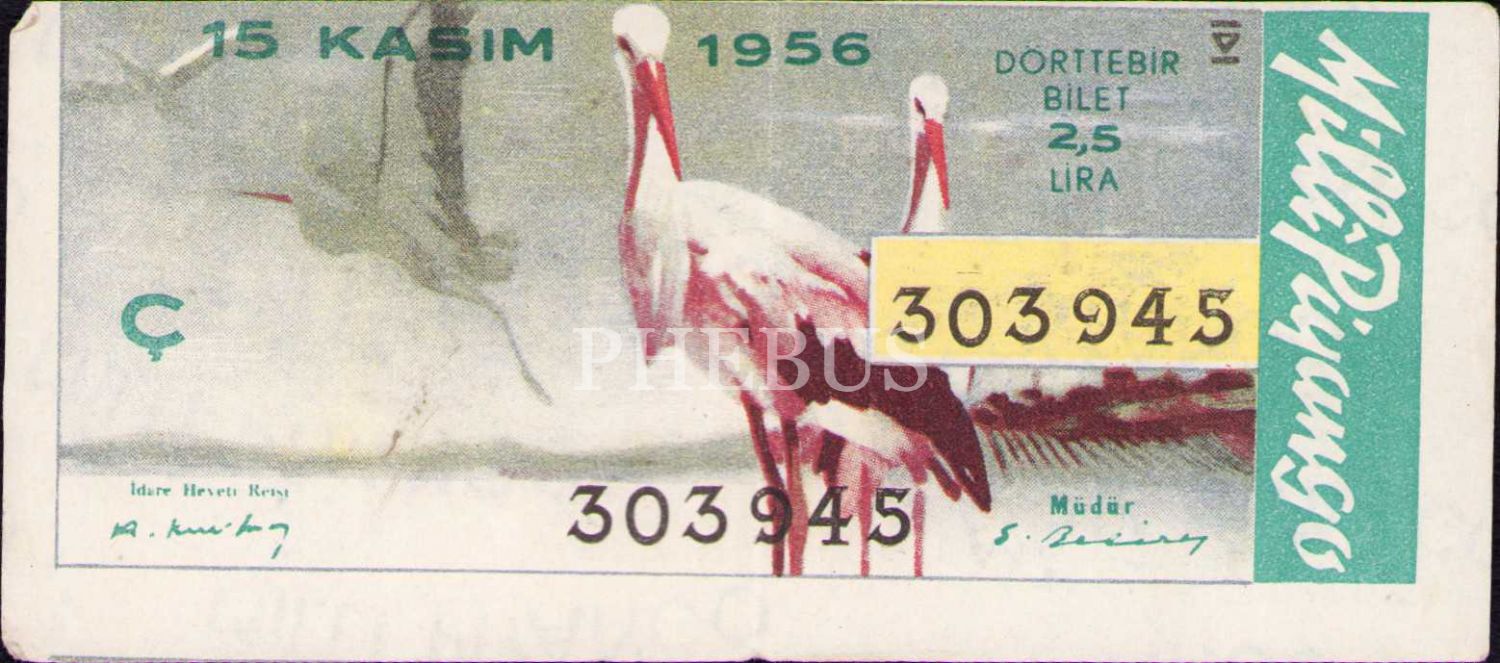 15 KASIM 1956
DÖRTTEBİR
BİLET
2,5
LİRA
Milli Piyango
303945
Ç
PHEBUS
İdare Heyeti Reisi
303945
Müdür